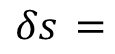 δs =